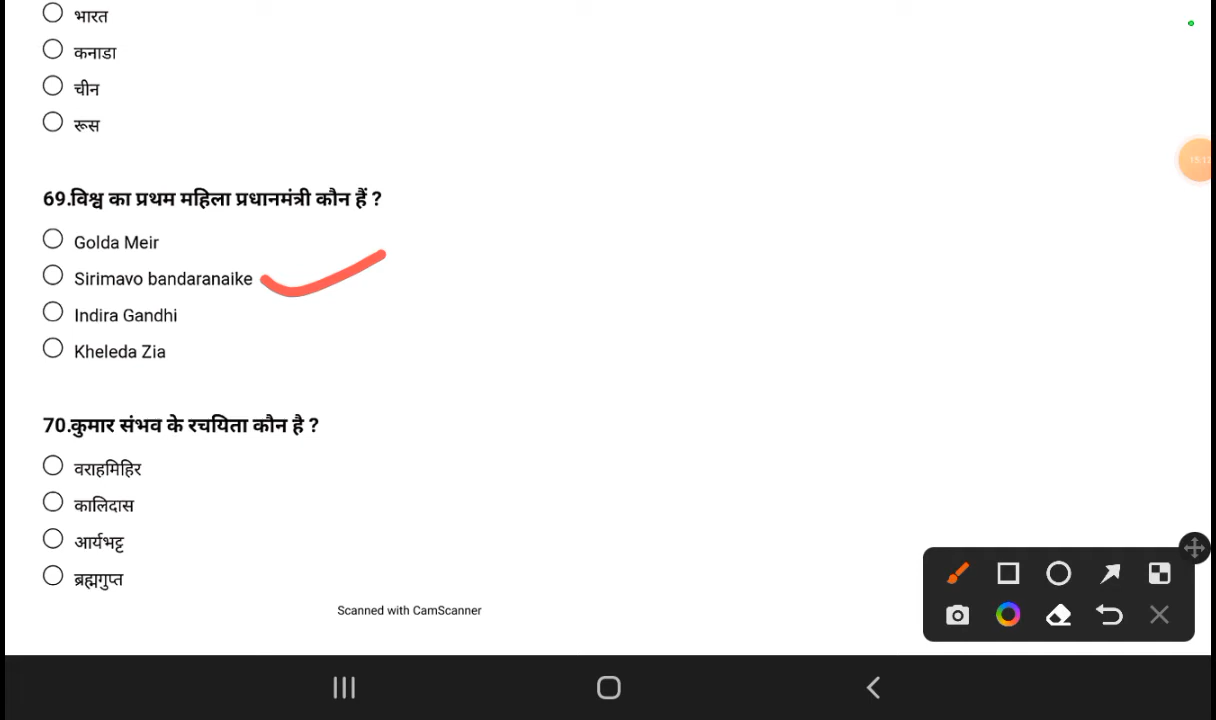 भारत
कनाडा
चीन
रूस
69.विश्व का प्रथम महिला प्रधानमंत्री कौन हैं ?
Golda Meir
Sirimavo bandaranaike
Indira Gandhi
Kheleda Zia
70.कुमार संभव के रचयिता कौन है ?
वराहमिहिर
कालिदास
आर्यभट्ट
ब्रह्मगुप्त
Scanned with CamScanner